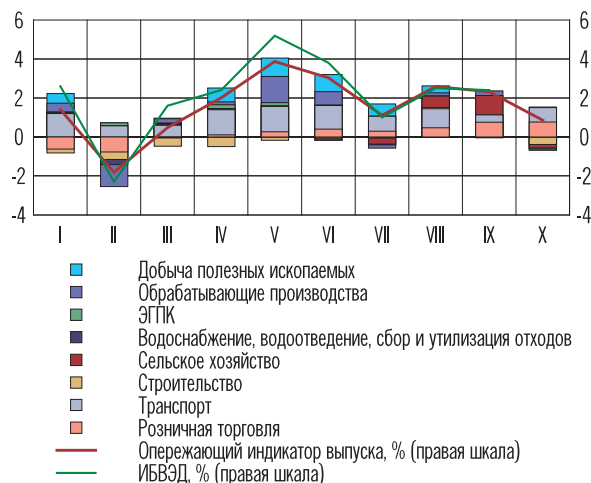 6 6
4 4
2 2
0 0
-2 -2
-4 -4
I II III IV V VI VII VIII IX X
Добыча полезных ископаемых
Обрабатывающие производства
ЭГПК
Водоснабжение, водоотведение, сбор и утилизация отходов
Сельское хозяйство
Строительство
Транспорт
Розничная торговля
Опережающий индикатор выпуска, % (правая шкала)
ИБВЭД, % (правая шкала)